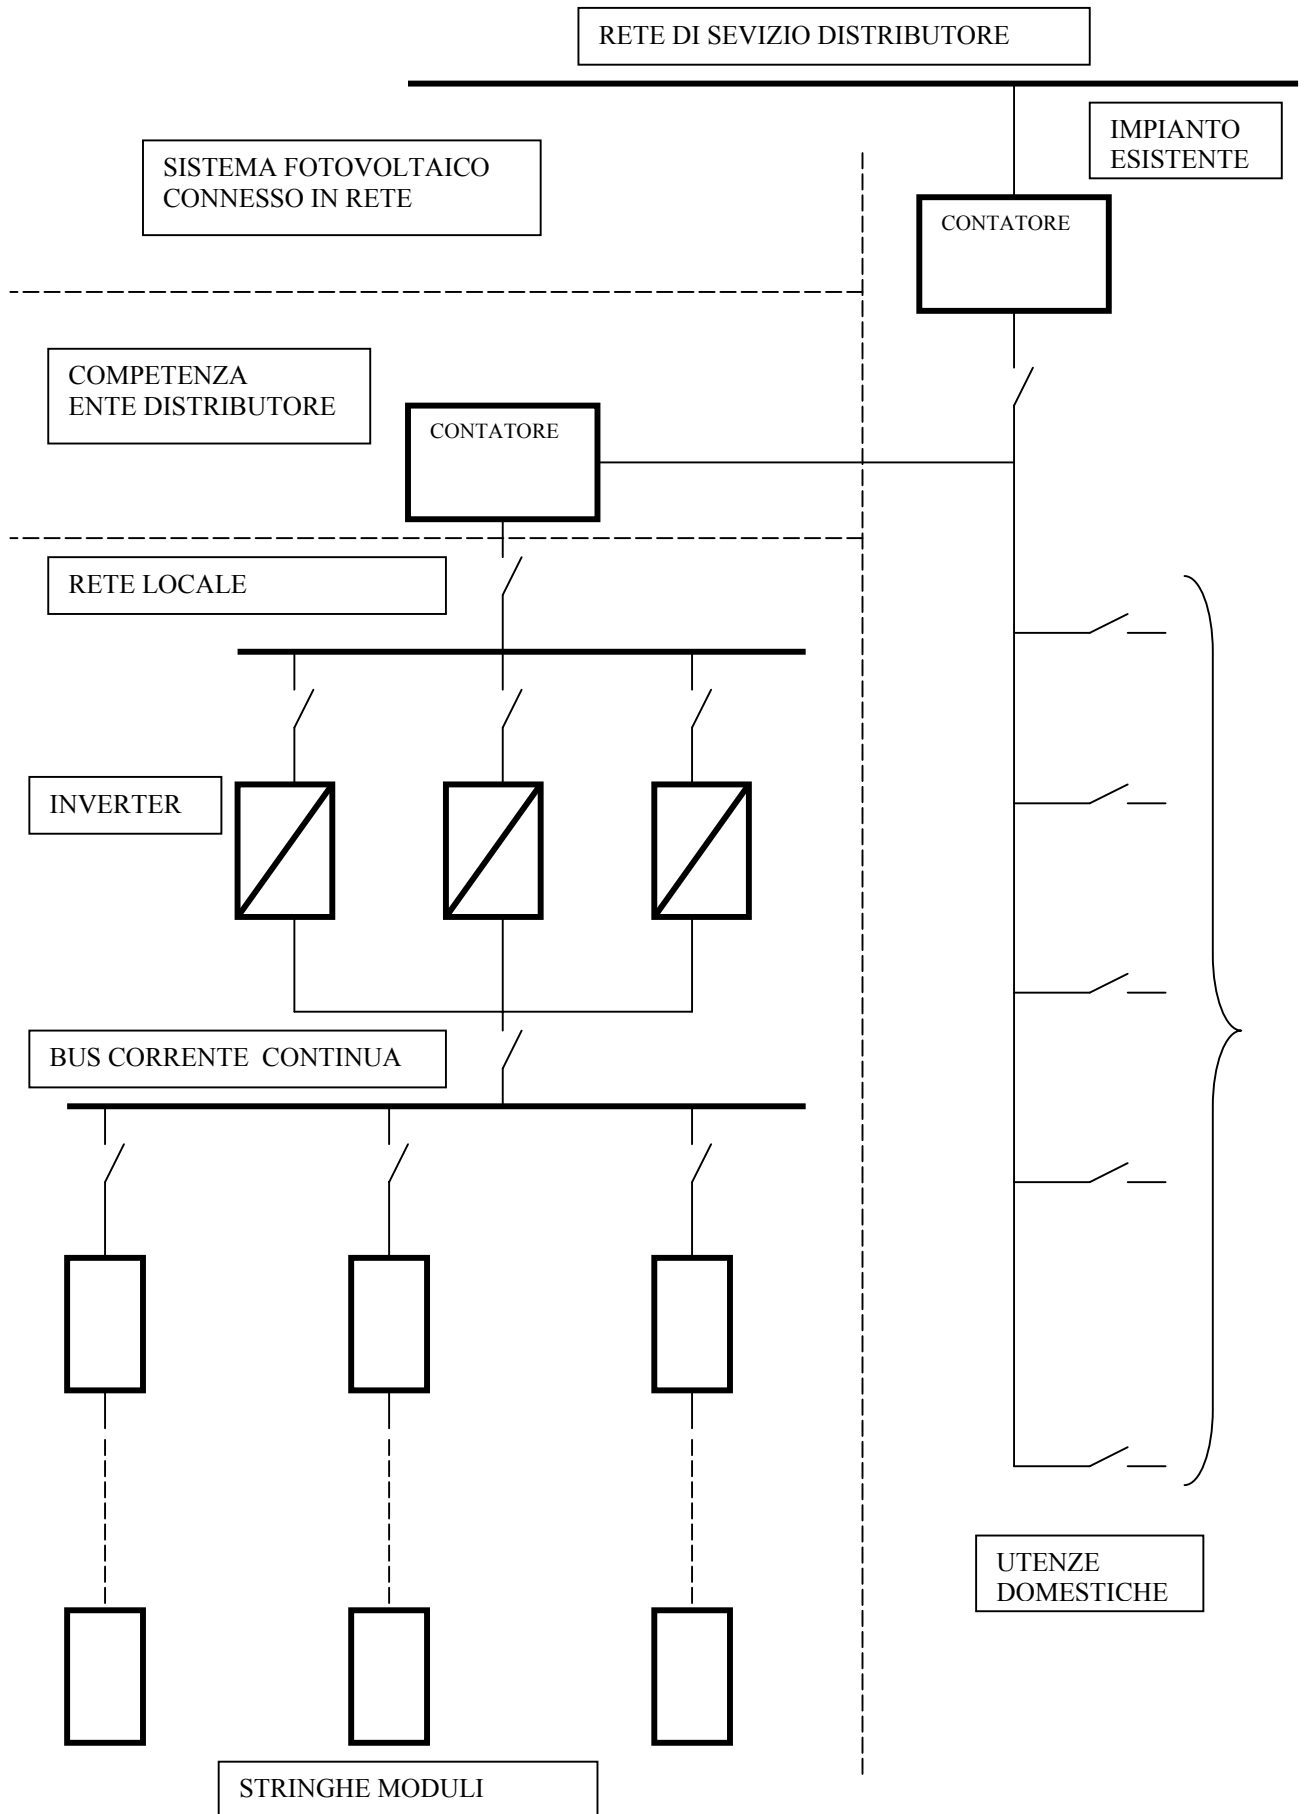 RETE DI SEVIZIO DISTRIBUTORE
IMPIANTO
ESISTENTE
SISTEMA FOTOVOLTAICO
CONNESSO IN RETE
CONTATORE
COMPETENZA
ENTE DISTRIBUTORE
CONTATORE
RETE LOCALE
INVERTER
BUS CORRENTE  CONTINUA
UTENZE
DOMESTICHE
STRINGHE MODULI